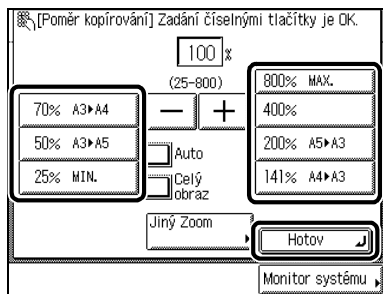 [Poměr kopírování] Zadání číselnými tlačítky je OK.
100 %
(25-800)
70% A3▸A4
50% A3▸A5
25% MIN.
− +
Auto
Celý
obraz
800% MAX.
400%
200% A5▸A3
141% A4▸A3
Jiný Zoom
Hotov
Monitor systému